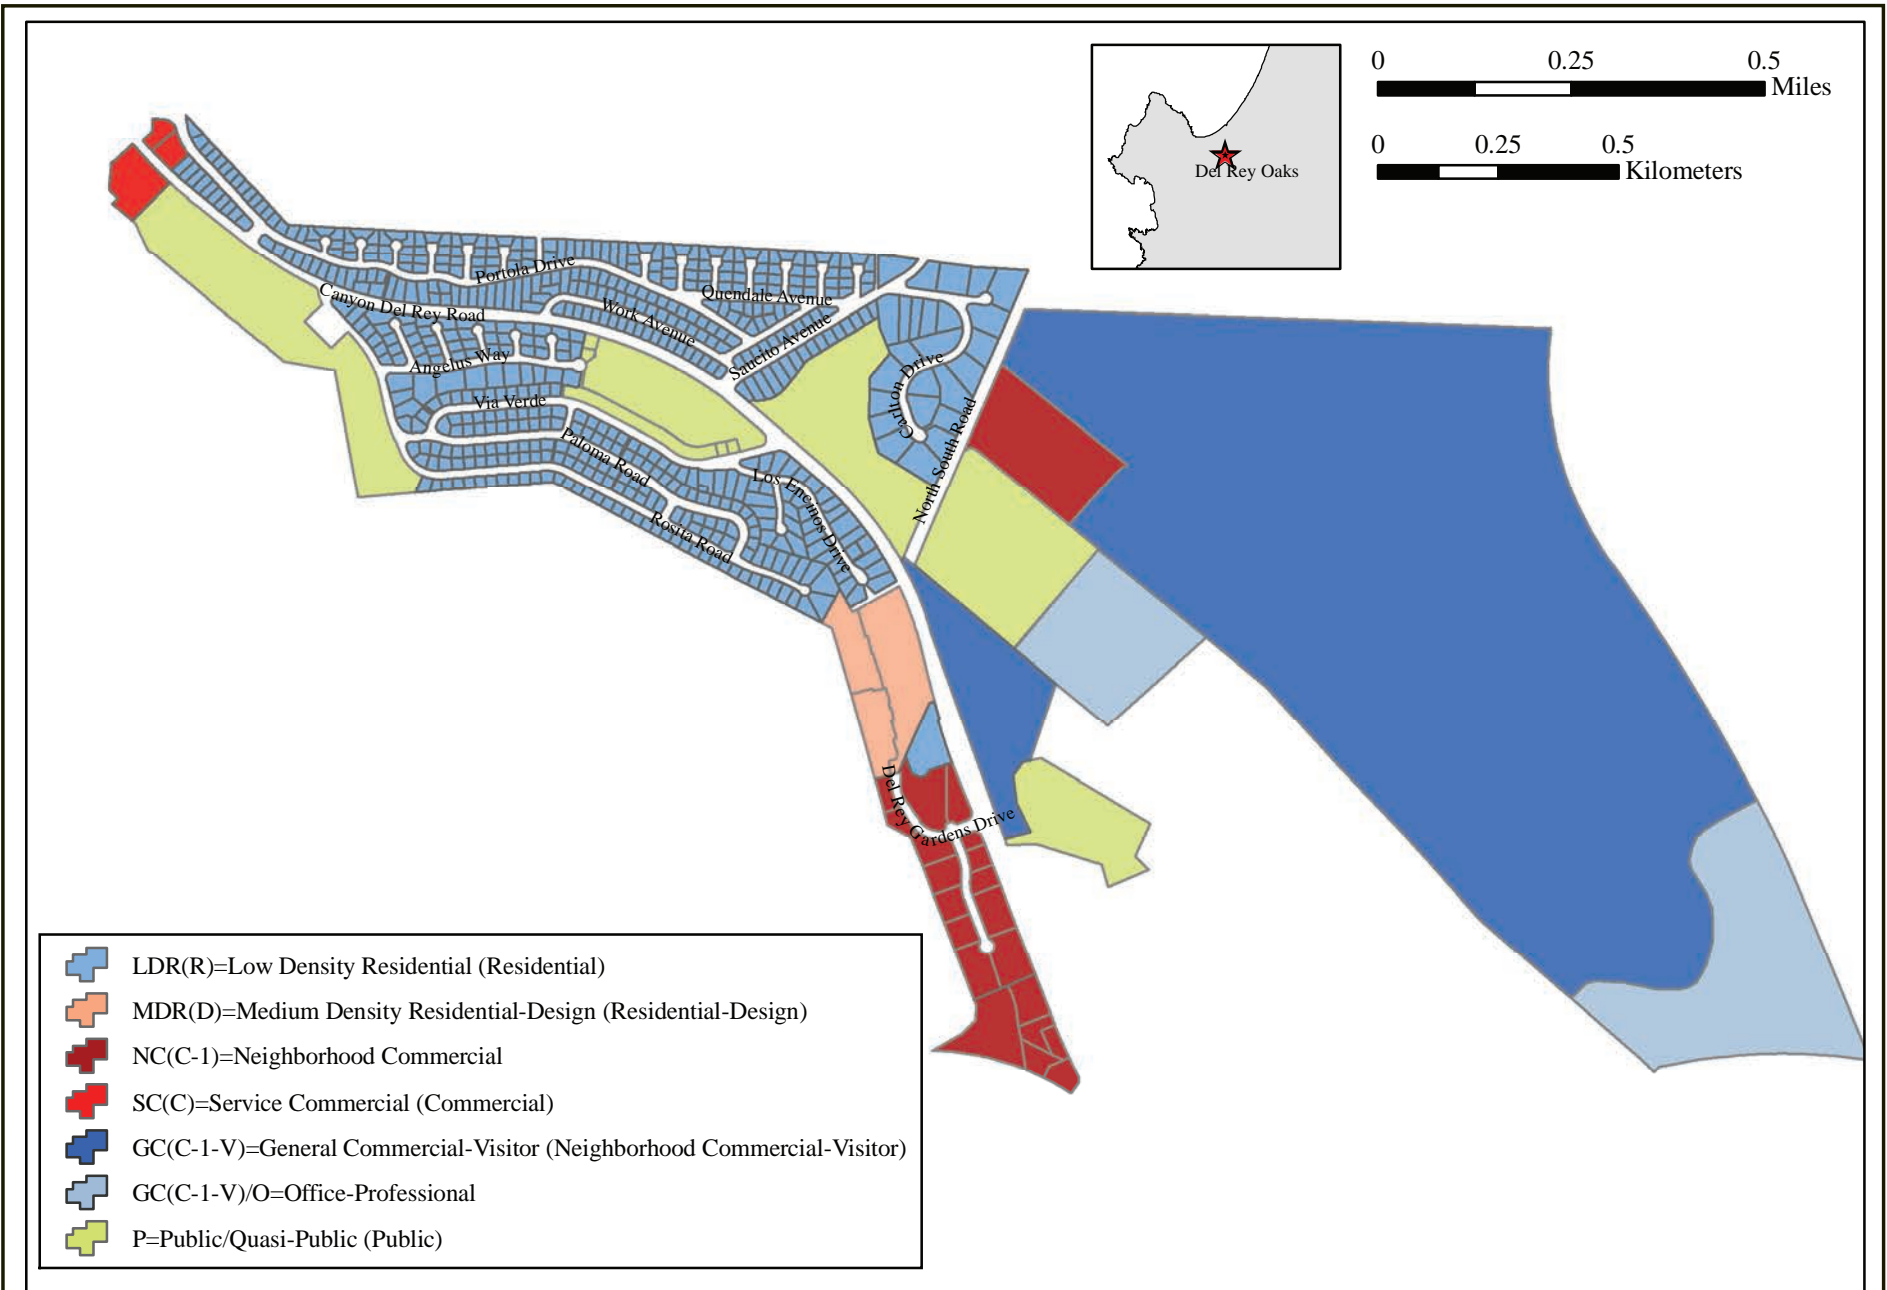 0 0.25 0.5
Miles
0 0.25 0.5
Kilometers
Del Rey Oaks
Portola Drive
Canyon Del Rey Road
Work Avenue
Quendale Avenue
Saucito Avenue
Angelus Way
Via Verde
Carlton Drive
North South Road
Paloma Road
Los Encinos Drive
Rosita Road
Del Rey Gardens Drive
LDR(R)=Low Density Residential (Residential)
MDR(D)=Medium Density Residential-Design (Residential-Design)
NC(C-1)=Neighborhood Commercial
SC(C)=Service Commercial (Commercial)
GC(C-1-V)=General Commercial-Visitor (Neighborhood Commercial-Visitor)
GC(C-1-V)/O=Office-Professional
P=Public/Quasi-Public (Public)